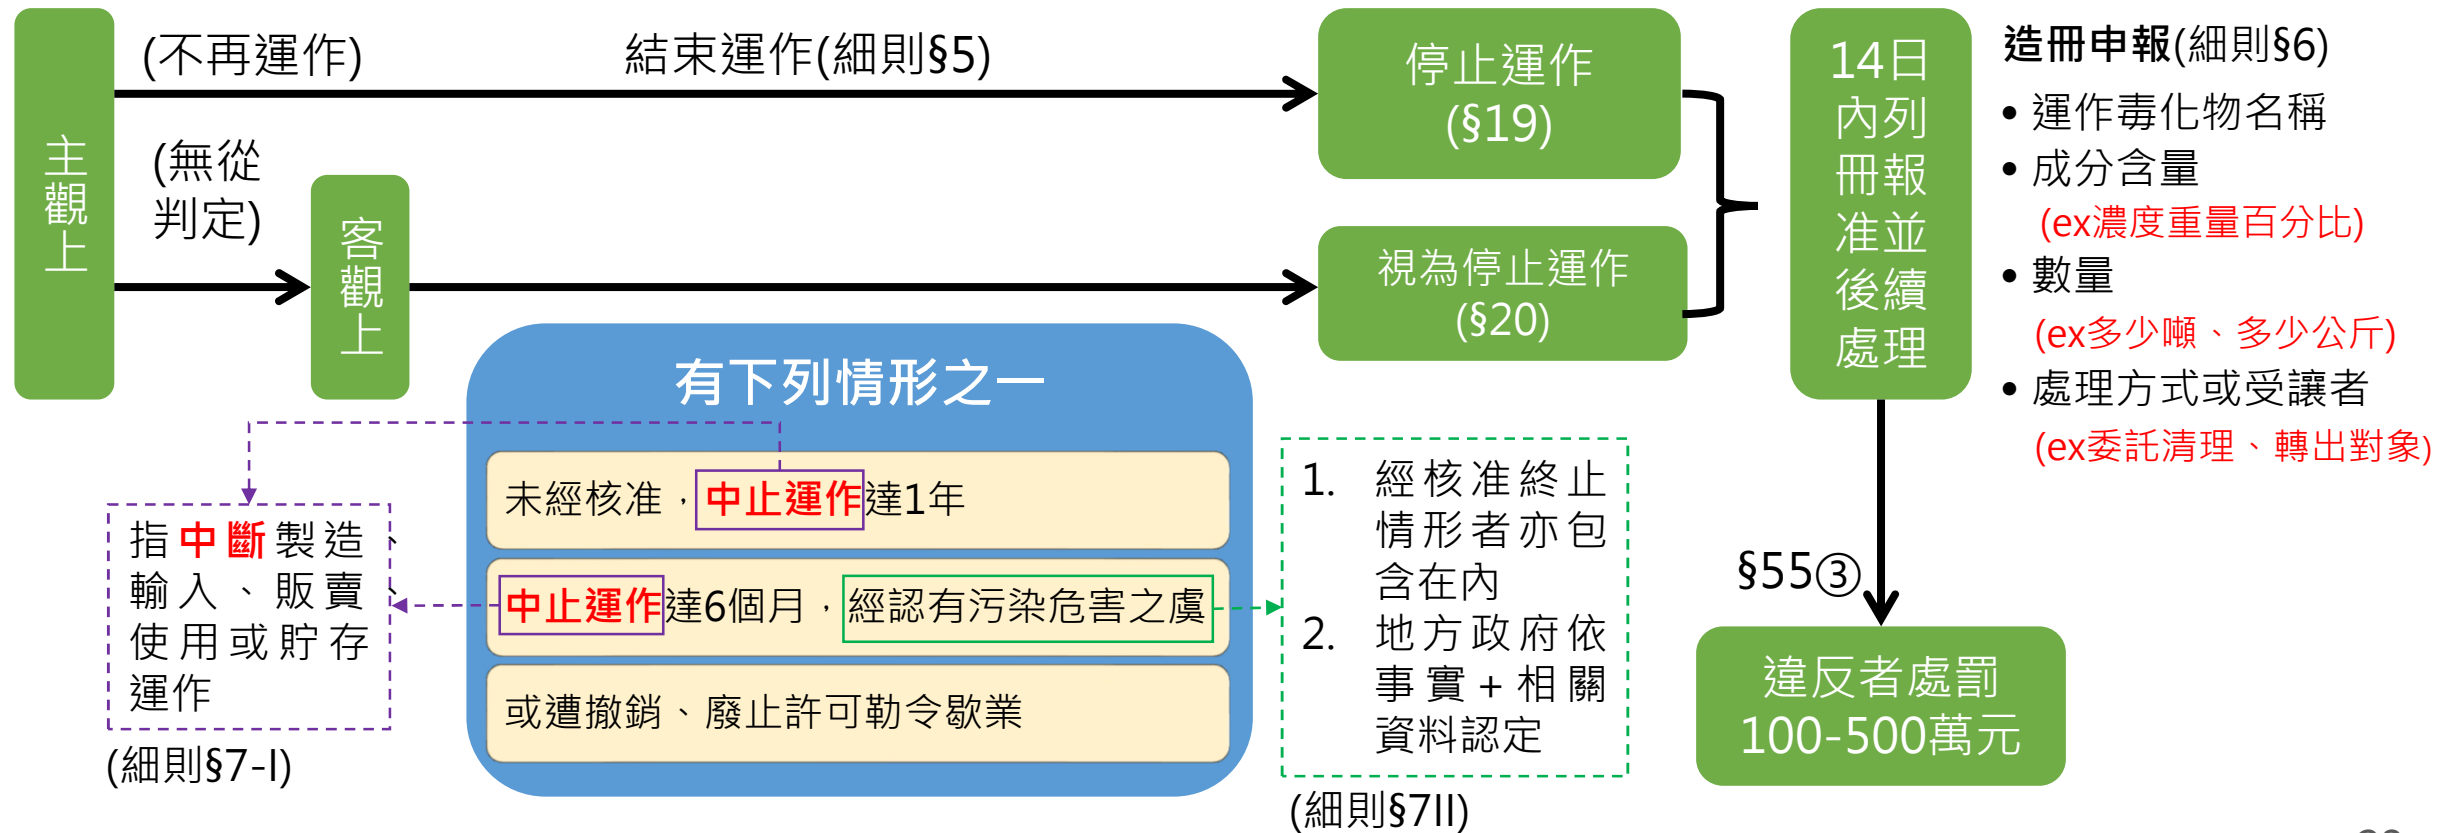 主觀上
(不再運作)
結束運作(細則§5)
(無從
判定)
客觀上
停止運作
(§19)
視為停止運作
(§20)
14日
內列
冊報
准並
後續
處理
造冊申報(細則§6)
• 運作毒化物名稱
• 成分含量
(ex濃度重量百分比)
• 數量
(ex多少噸、多少公斤)
• 處理方式或受讓者
(ex委託清理、轉出對象)
有下列情形之一
未經核准，中止運作達1年
中止運作達6個月，經認有污染危害之虞
或遭撤銷、廢止許可勒令歇業
指中斷製造、
輸入、販賣、
使用或貯存
運作
(細則§7-I)
1. 經核准終止
情形者亦包
含在內
2. 地方政府依
事實+相關
資料認定
(細則§7II)
§55③
違反者處罰
100-500萬元